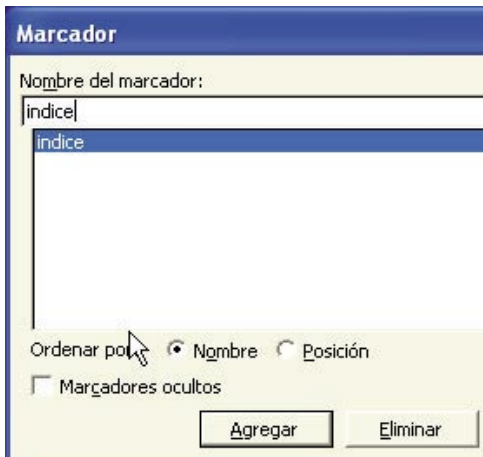 Marcador
Nombre del marcador:
indice
indice
Ordenar por: Nombre Posición
Marcadores ocultos
Agregar Eliminar